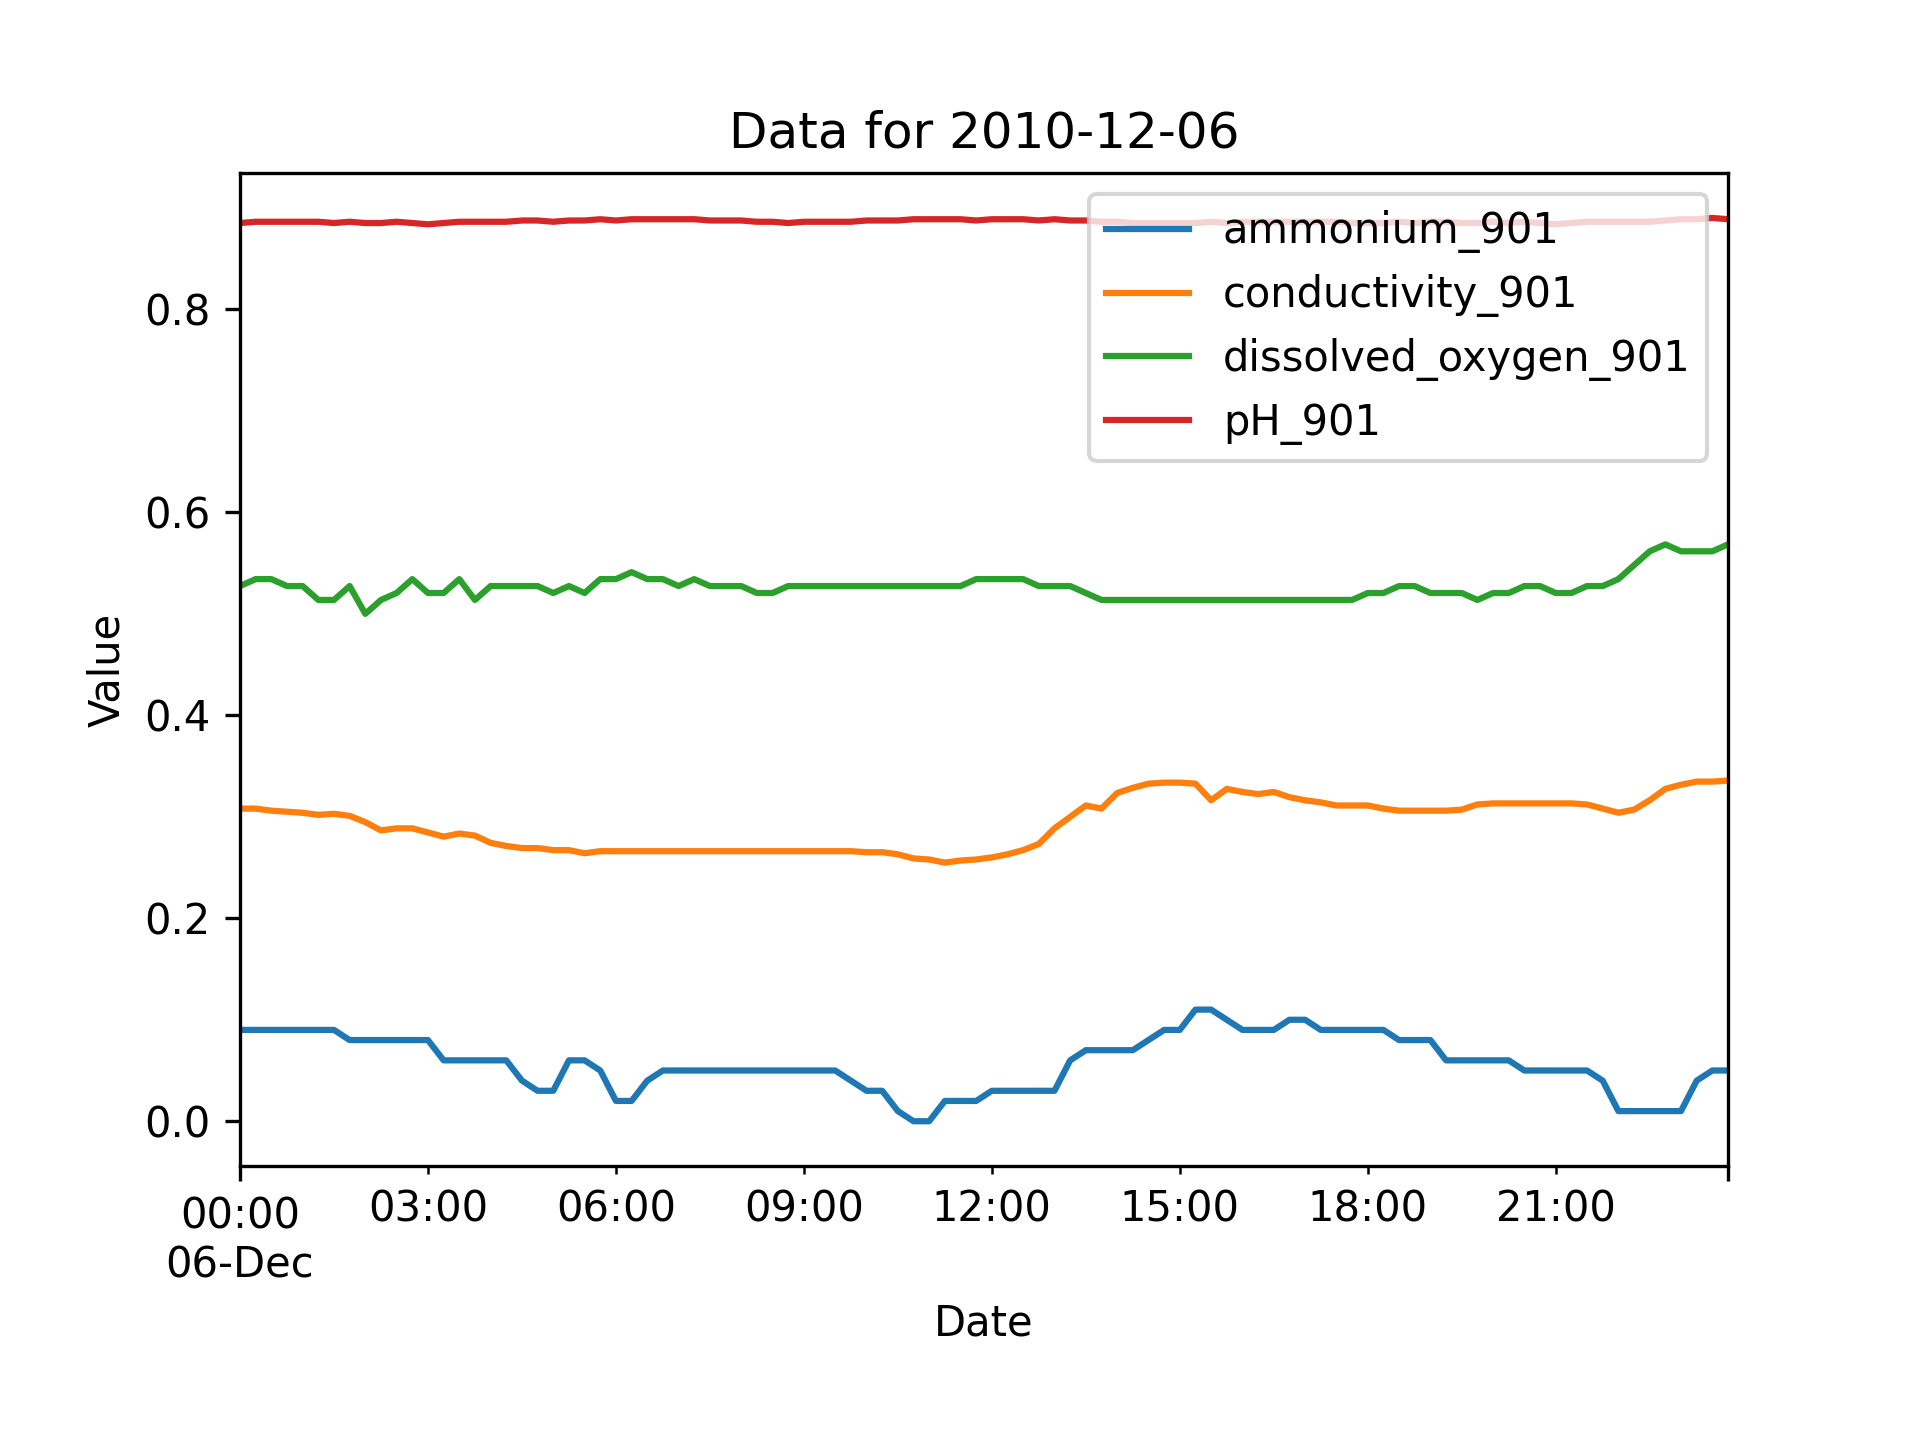 Data for 2010-12-06
ammonium_901
conductivity_901
dissolved_oxygen_901
pH_901
0.8
0.6
0.4
0.2
0.0
Value
00:00 03:00 06:00 09:00 12:00 15:00 18:00 21:00
06-Dec
Date